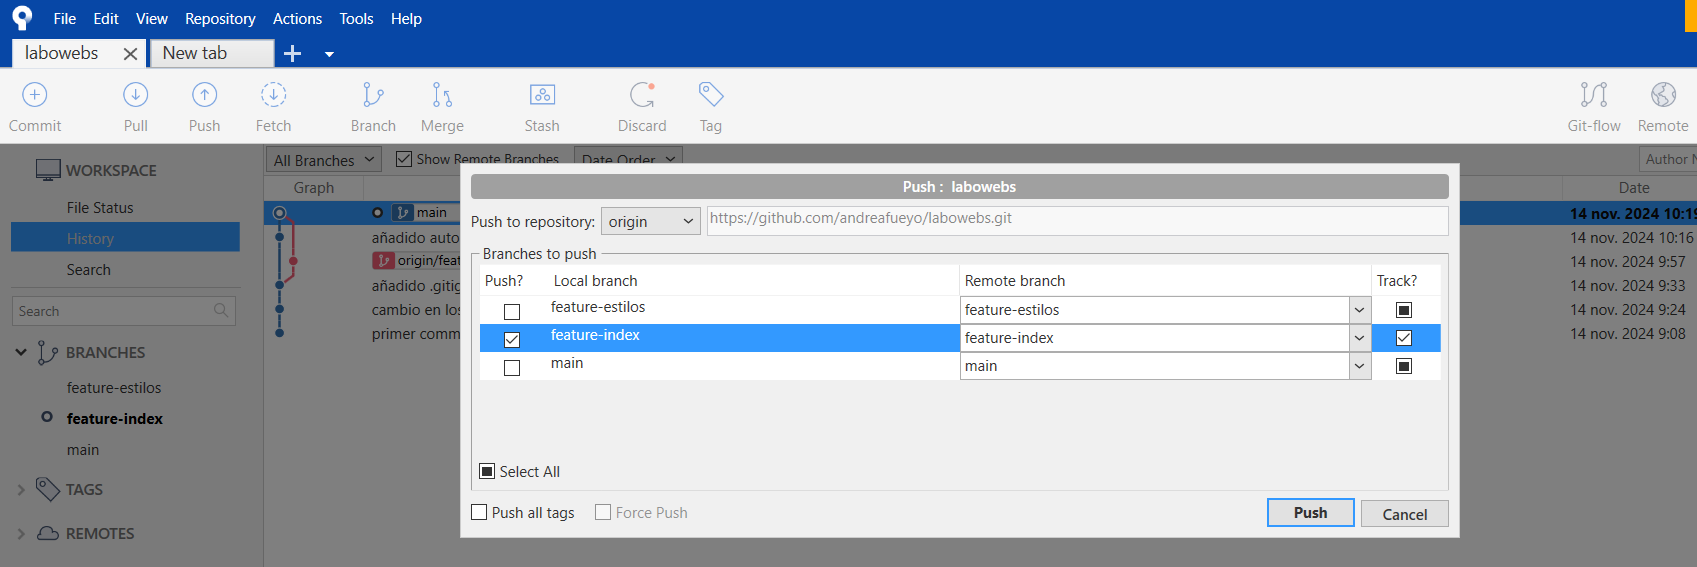 File Edit View Repository Actions Tools Help
labowebs New tab
Commit Pull Push Fetch Branch Merge Stash Discard Tag Git-flow Remote
WORKSPACE
File Status
History
Search
Search
BRANCHES
feature-estilos
feature-index
main
TAGS
REMOTES
All Branches Show Remote Branches Date Order Author N
Graph Date
main 14 nov. 2024 10:19
añadido auto 14 nov. 2024 10:16
origin/feat 14 nov. 2024 9:57
añadido .gitig 14 nov. 2024 9:33
cambio en los 14 nov. 2024 9:24
primer comm 14 nov. 2024 9:08
Push : labowebs
Push to repository: origin https://github.com/andreafueyo/labowebs.git
Branches to push
Push? Local branch Remote branch Track?
feature-estilos feature-estilos
feature-index feature-index
main main
Select All
Push all tags Force Push Push Cancel